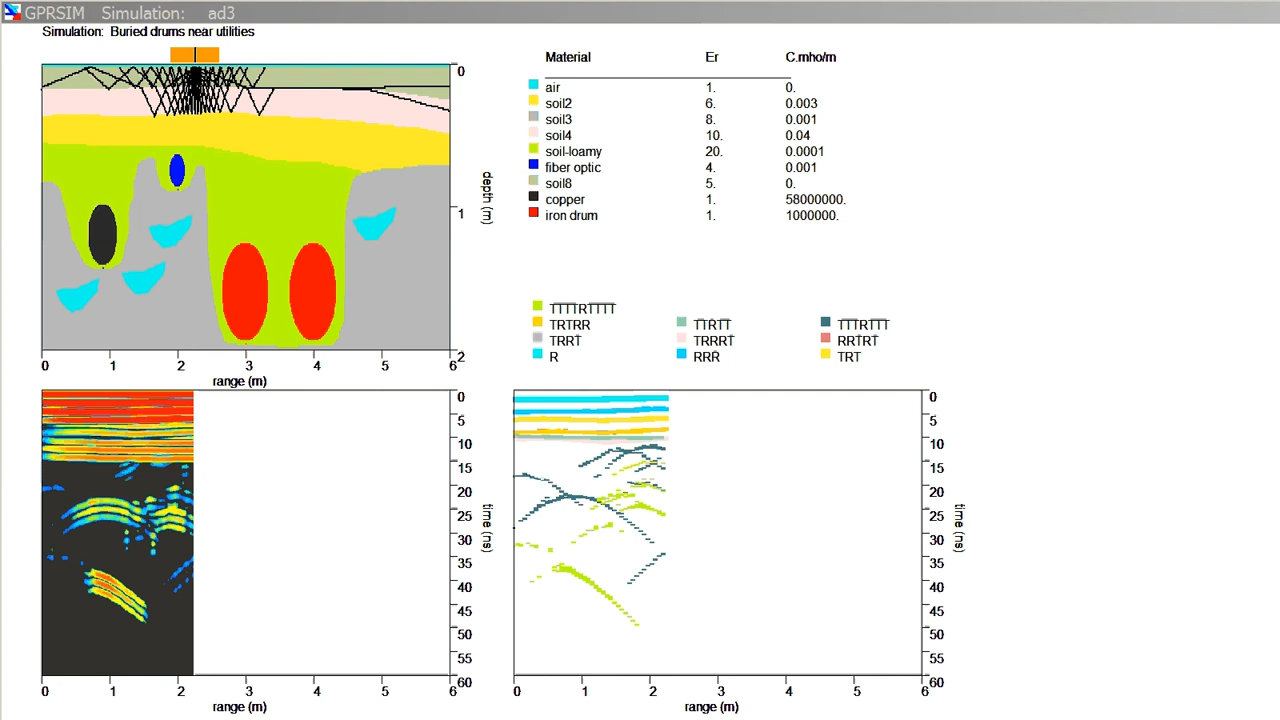 GPRSIM Simulation: ad3
Simulation: Buried drums near utilities
Material Er C.mho/m
air 1. 0.
soil2 6. 0.003
soil3 8. 0.001
soil4 10. 0.04
soil-loamy 20. 0.0001
fiber optic 4. 0.001
soil8 5. 0.
copper 1. 58000000.
iron drum 1. 1000000.
0
1
2
depth (m)
0 1 2 3 4 5 6
range (m)
TTTTRTTTT
TRTRR TTRTT TTTRTTT
TRRT TRRRT RRTRT
R RRR TRT
0
5
10
15
20
25
30
35
40
45
50
55
60
time (ns)
0 1 2 3 4 5 6
range (m)
0
5
10
15
20
25
30
35
40
45
50
55
60
time (ns)
0 1 2 3 4 5 6
range (m)